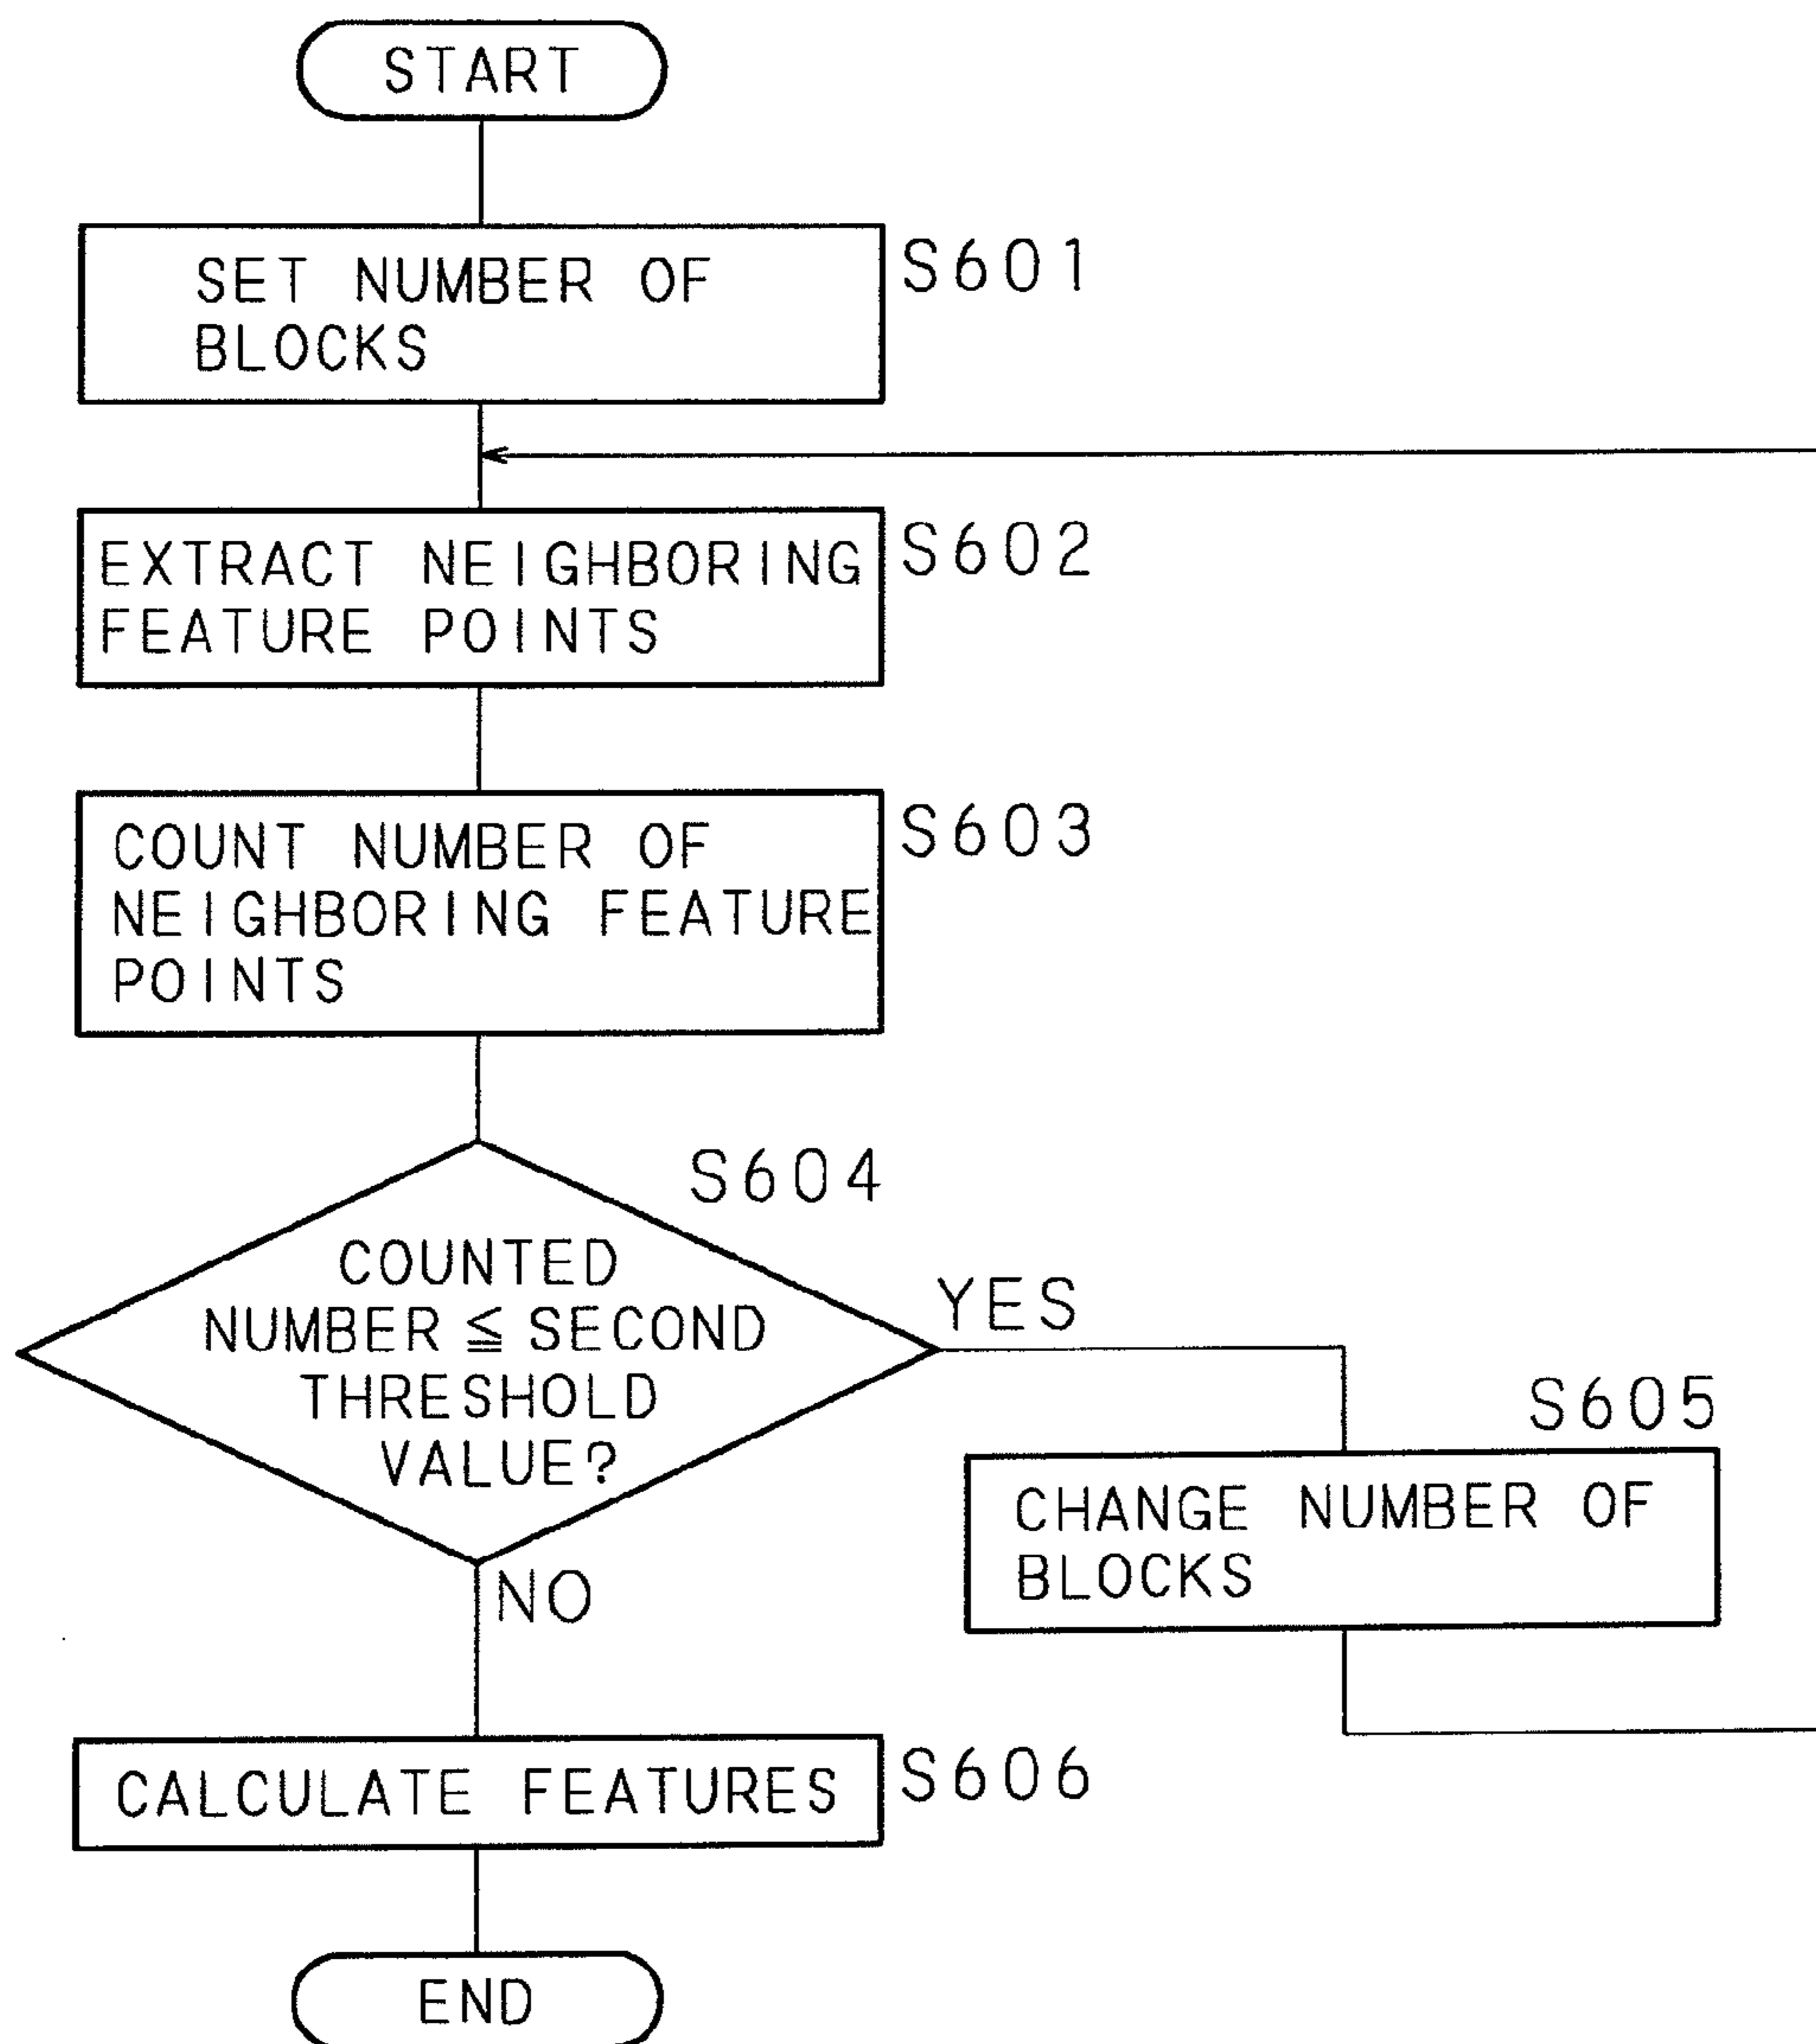 START
SET NUMBER OF
BLOCKS
S601
EXTRACT NEIGHBORING
FEATURE POINTS
S602
COUNT NUMBER OF
NEIGHBORING FEATURE
POINTS
S603
S604
COUNTED
NUMBER ≦ SECOND
THRESHOLD
VALUE?
YES
S605
CHANGE NUMBER OF
BLOCKS
NO
CALCULATE FEATURES
S606
END